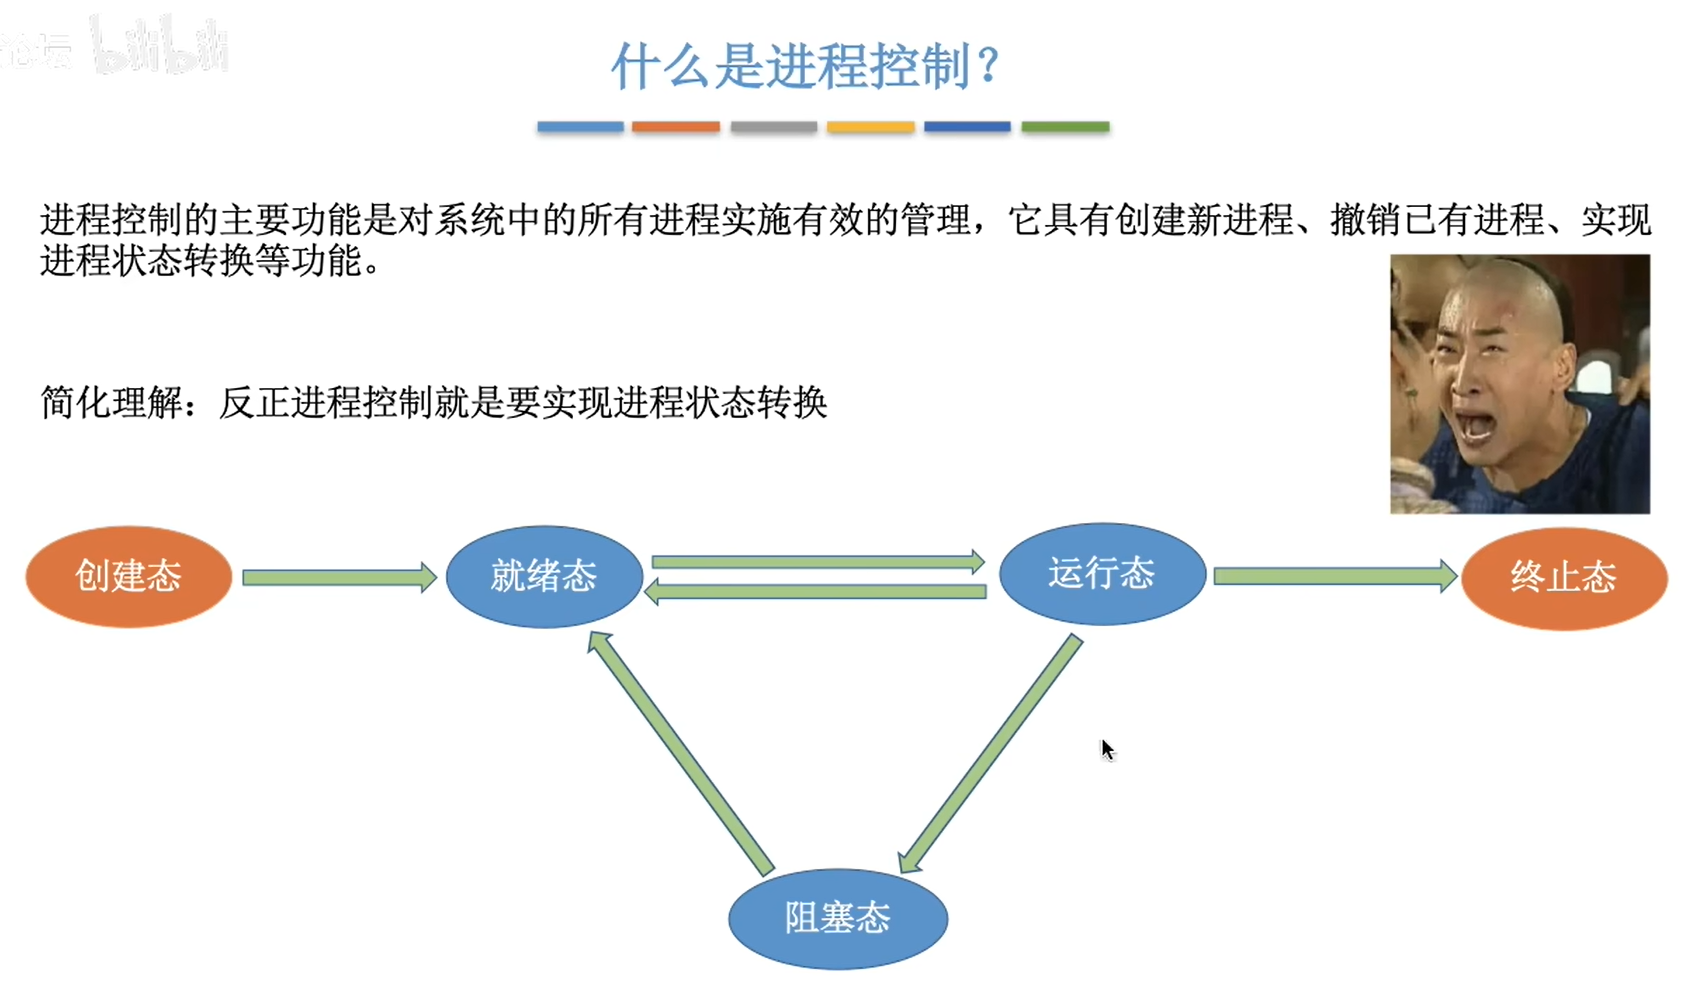 论坛 bilibili
什么是进程控制？
进程控制的主要功能是对系统中的所有进程实施有效的管理，它具有创建新进程、撤销已有进程、实现
进程状态转换等功能。
简化理解：反正进程控制就是要实现进程状态转换
创建态
就绪态
运行态
终止态
阻塞态